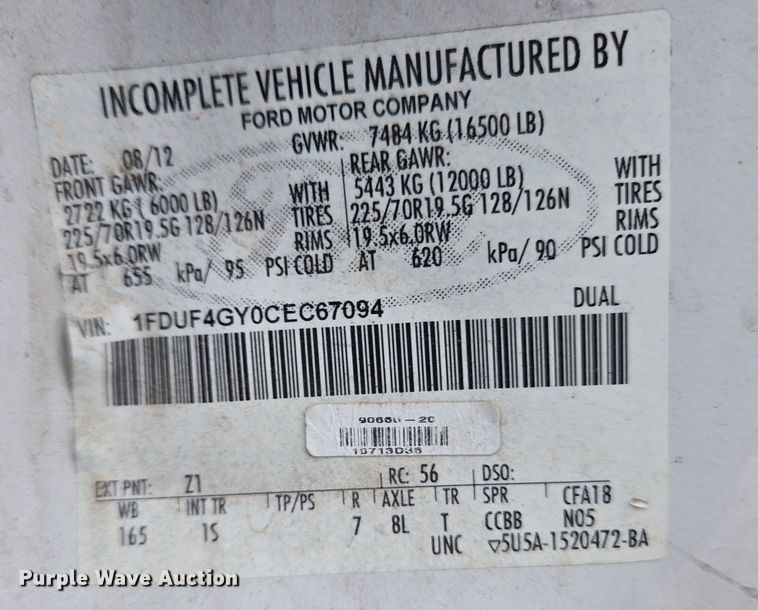 INCOMPLETE VEHICLE MANUFACTURED BY
FORD MOTOR COMPANY
DATE: 08/12 GVWR: 7484 KG (16500 LB)
FRONT GAWR: REAR GAWR:
2722 KG ( 6000 LB) WITH 5443 KG (12000 LB) WITH
225/70R19.5G 128/126N TIRES 225/70R19.5G 128/126N TIRES
19.5x6.0RW RIMS 19.5x6.0RW RIMS
AT 655 kPa/ 95 PSI COLD AT 620 kPa/ 90 PSI COLD
VIN: 1FDUF4GY0CEC67094 DUAL
EXT PNT: Z1 RC: 56 DSO:
WB INT TR TP/PS R AXLE TR SPR CFA18
165 1S 7 8L T CCBB N05
UNC ▽5U5A-1520472-BA
Purple Wave Auction